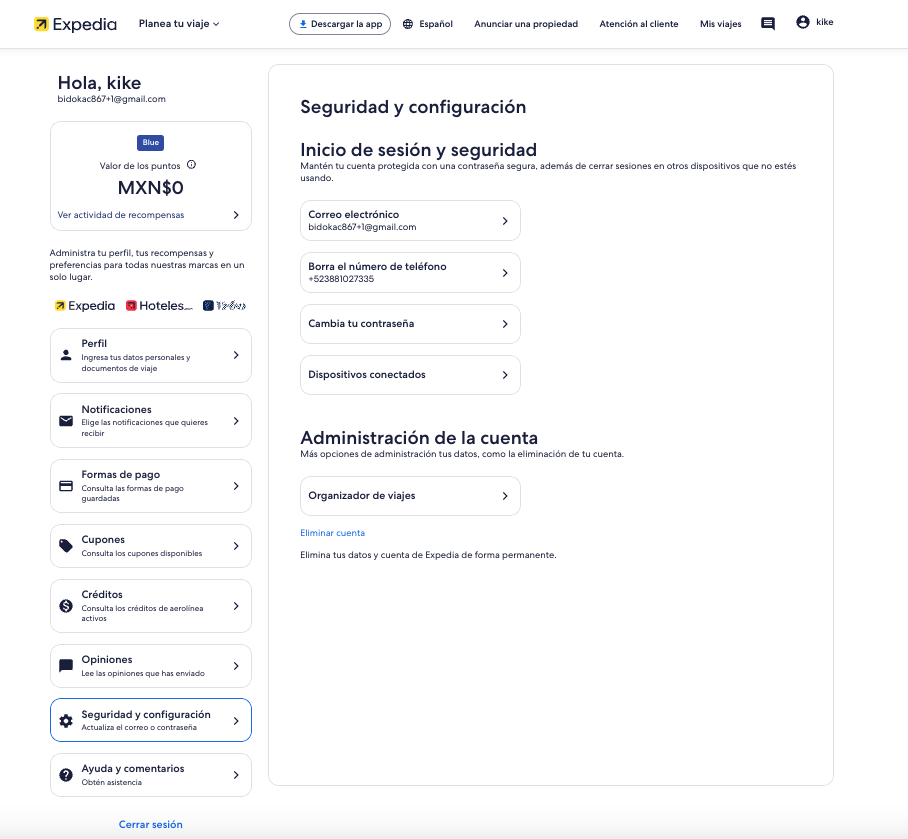 Expedia
Planea tu viaje
Descargar la app
Español
Anunciar una propiedad
Atención al cliente
Mis viajes
kike
Hola, kike
bidokac867+1@gmail.com
Blue
Valor de los puntos
MXN$0
Ver actividad de recompensas
Administra tu perfil, tus recompensas y
preferencias para todas nuestras marcas en un
solo lugar.
Expedia Hoteles
Perfil
Ingresa tus datos personales y
documentos de viaje
Notificaciones
Elige las notificaciones que quieres
recibir
Formas de pago
Consulta las formas de pago
guardadas
Cupones
Consulta los cupones disponibles
Créditos
Consulta los créditos de aerolínea
activos
Opiniones
Lee las opiniones que has enviado
Seguridad y configuración
Actualiza el correo o contraseña
Ayuda y comentarios
Obtén asistencia
Cerrar sesión
Seguridad y configuración
Inicio de sesión y seguridad
Mantén tu cuenta protegida con una contraseña segura, además de cerrar sesiones en otros dispositivos que no estés
usando.
Correo electrónico
bidokac867+1@gmail.com
Borra el número de teléfono
+523881027335
Cambia tu contraseña
Dispositivos conectados
Administración de la cuenta
Más opciones de administración tus datos, como la eliminación de tu cuenta.
Organizador de viajes
Eliminar cuenta
Elimina tus datos y cuenta de Expedia de forma permanente.